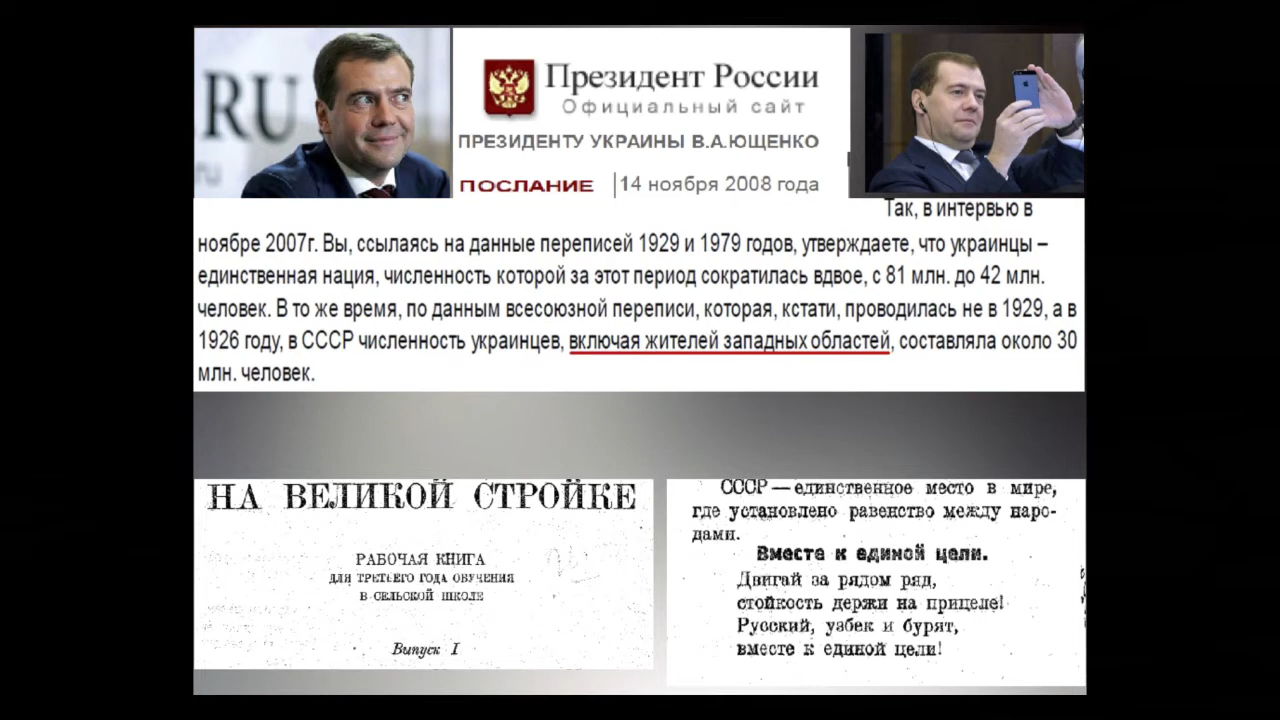 RU
ru
Президент России
Официальный сайт
ПРЕЗИДЕНТУ УКРАИНЫ В.А.ЮЩЕНКО
ПОСЛАНИЕ 14 ноября 2008 года
Так, в интервью в
ноябре 2007г. Вы, ссылаясь на данные переписей 1929 и 1979 годов, утверждаете, что украинцы –
единственная нация, численность которой за этот период сократилась вдвое, с 81 млн. до 42 млн.
человек. В то же время, по данным всесоюзной переписи, которая, кстати, проводилась не в 1929, а в
1926 году, в СССР численность украинцев, включая жителей западных областей, составляла около 30
млн. человек.
НА ВЕЛИКОЙ СТРОЙКЕ
РАБОЧАЯ КНИГА
ДЛЯ ТРЕТЬЕГО ГОДА ОБУЧЕНИЯ
В СЕЛЬСКОЙ ШКОЛЕ
Выпуск I
СССР — единственное место в мире,
где установлено равенство между наро-
дами.
Вместе к единой цели.
Двигай за рядом ряд,
стойкость держи на прицеле!
Русский, узбек и бурят,
вместе к единой цели!